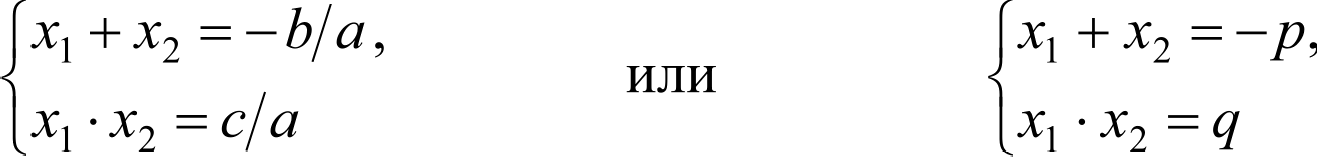 x₁ + x₂ = −b/a, или x₁ + x₂ = −p,
x₁ · x₂ = c/a x₁ · x₂ = q